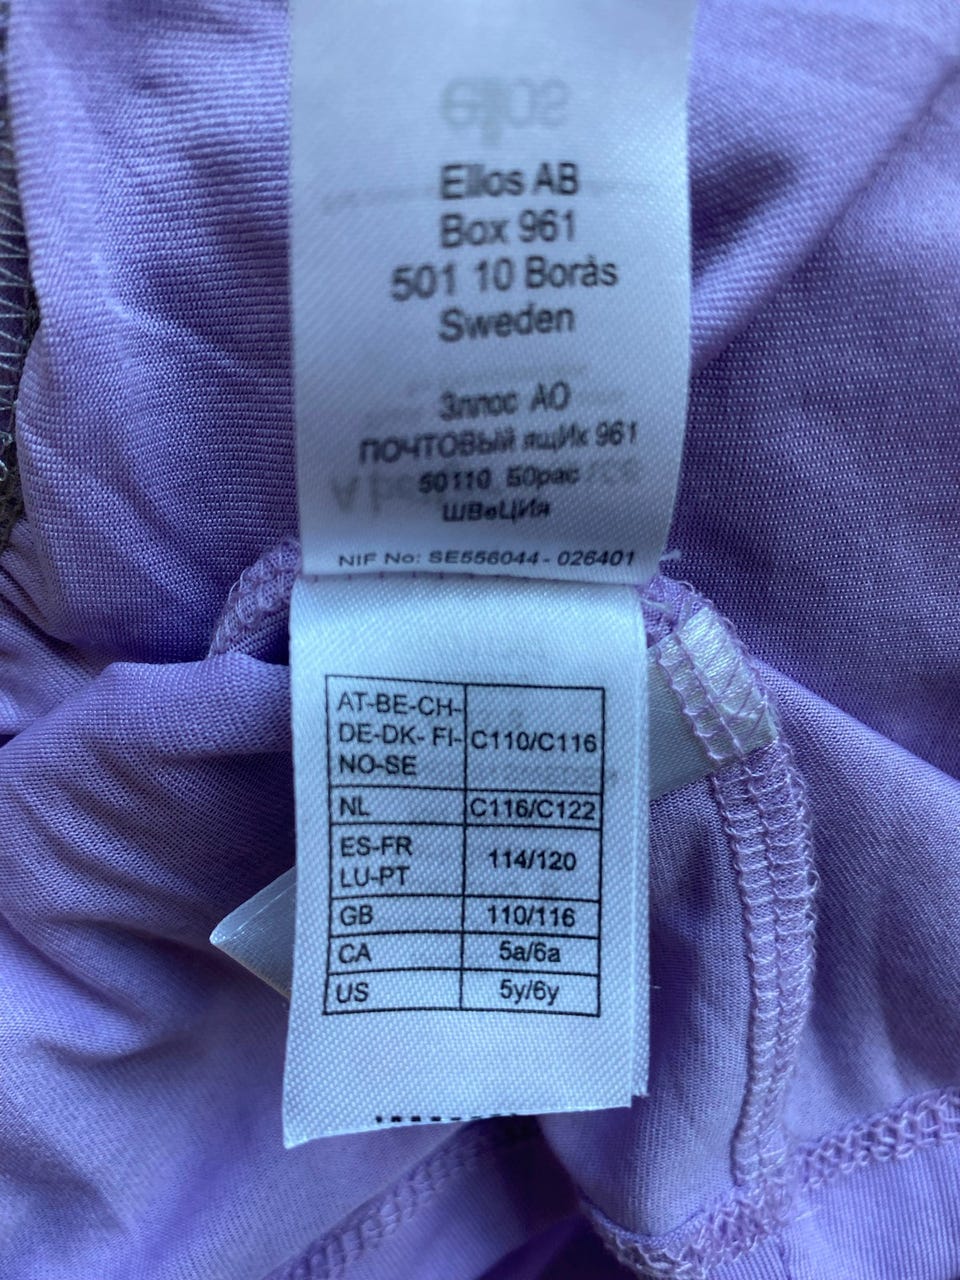 Ellos AB
Box 961
501 10 Borås
Sweden
Эллос АО
ПОЧТОВЫй ящИк 961
50110 БОрас
ШВеЦИя
NIF No: SE556044 - 026401
AT-BE-CH-
DE-DK- FI-
NO-SE
C110/C116
NL C116/C122
ES-FR
LU-PT
114/120
GB 110/116
CA 5a/6a
US 5y/6y